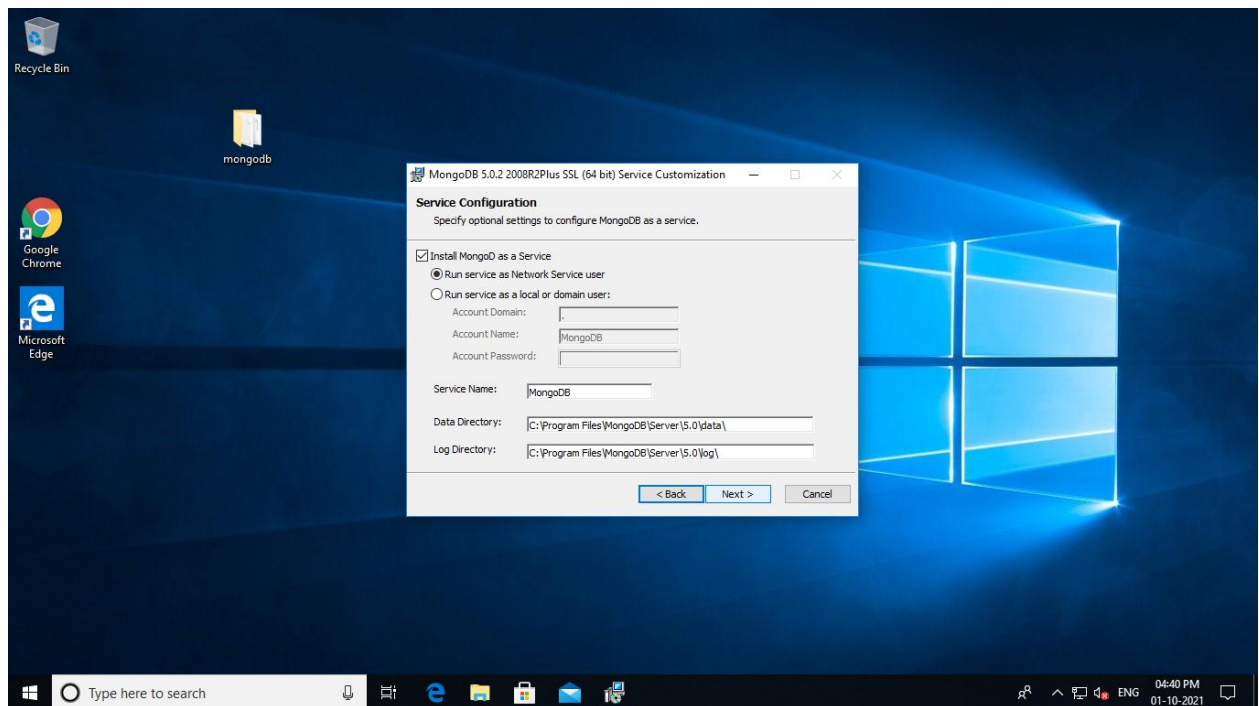 Recycle Bin
mongodb
Google
Chrome
Microsoft
Edge
MongoDB 5.0.2 2008R2Plus SSL (64 bit) Service Customization
Service Configuration
Specify optional settings to configure MongoDB as a service.
Install MongoD as a Service
Run service as Network Service user
Run service as a local or domain user:
Account Domain: .
Account Name: MongoDB
Account Password:
Service Name: MongoDB
Data Directory: C:\Program Files\MongoDB\Server\5.0\data\
Log Directory: C:\Program Files\MongoDB\Server\5.0\log\
< Back Next > Cancel
Type here to search
ENG
04:40 PM
01-10-2021